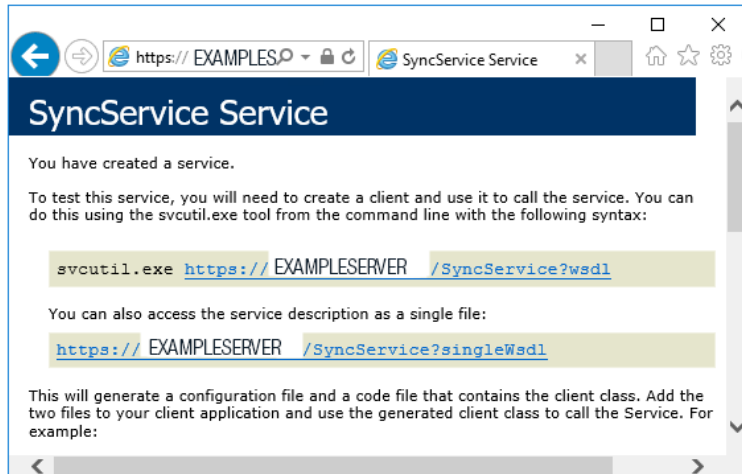 https:// EXAMPLES
SyncService Service
SyncService Service
You have created a service.
To test this service, you will need to create a client and use it to call the service. You can
do this using the svcutil.exe tool from the command line with the following syntax:
svcutil.exe https:// EXAMPLESERVER /SyncService?wsdl
You can also access the service description as a single file:
https:// EXAMPLESERVER /SyncService?singleWsdl
This will generate a configuration file and a code file that contains the client class. Add the
two files to your client application and use the generated client class to call the Service. For
example: